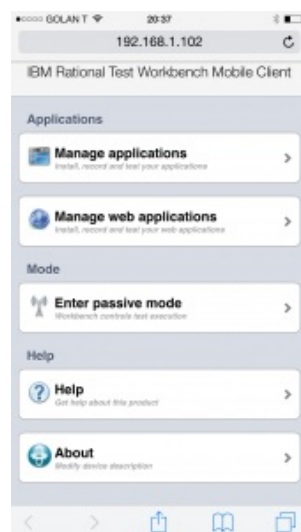 GOLAN T 20:37
192.168.1.102
IBM Rational Test Workbench Mobile Client
Applications
Manage applications
Install, record and test your applications
Manage web applications
Install, record and test your web applications
Mode
Enter passive mode
Workbench controls test execution
Help
Help
Get help about this product
About
Modify device description